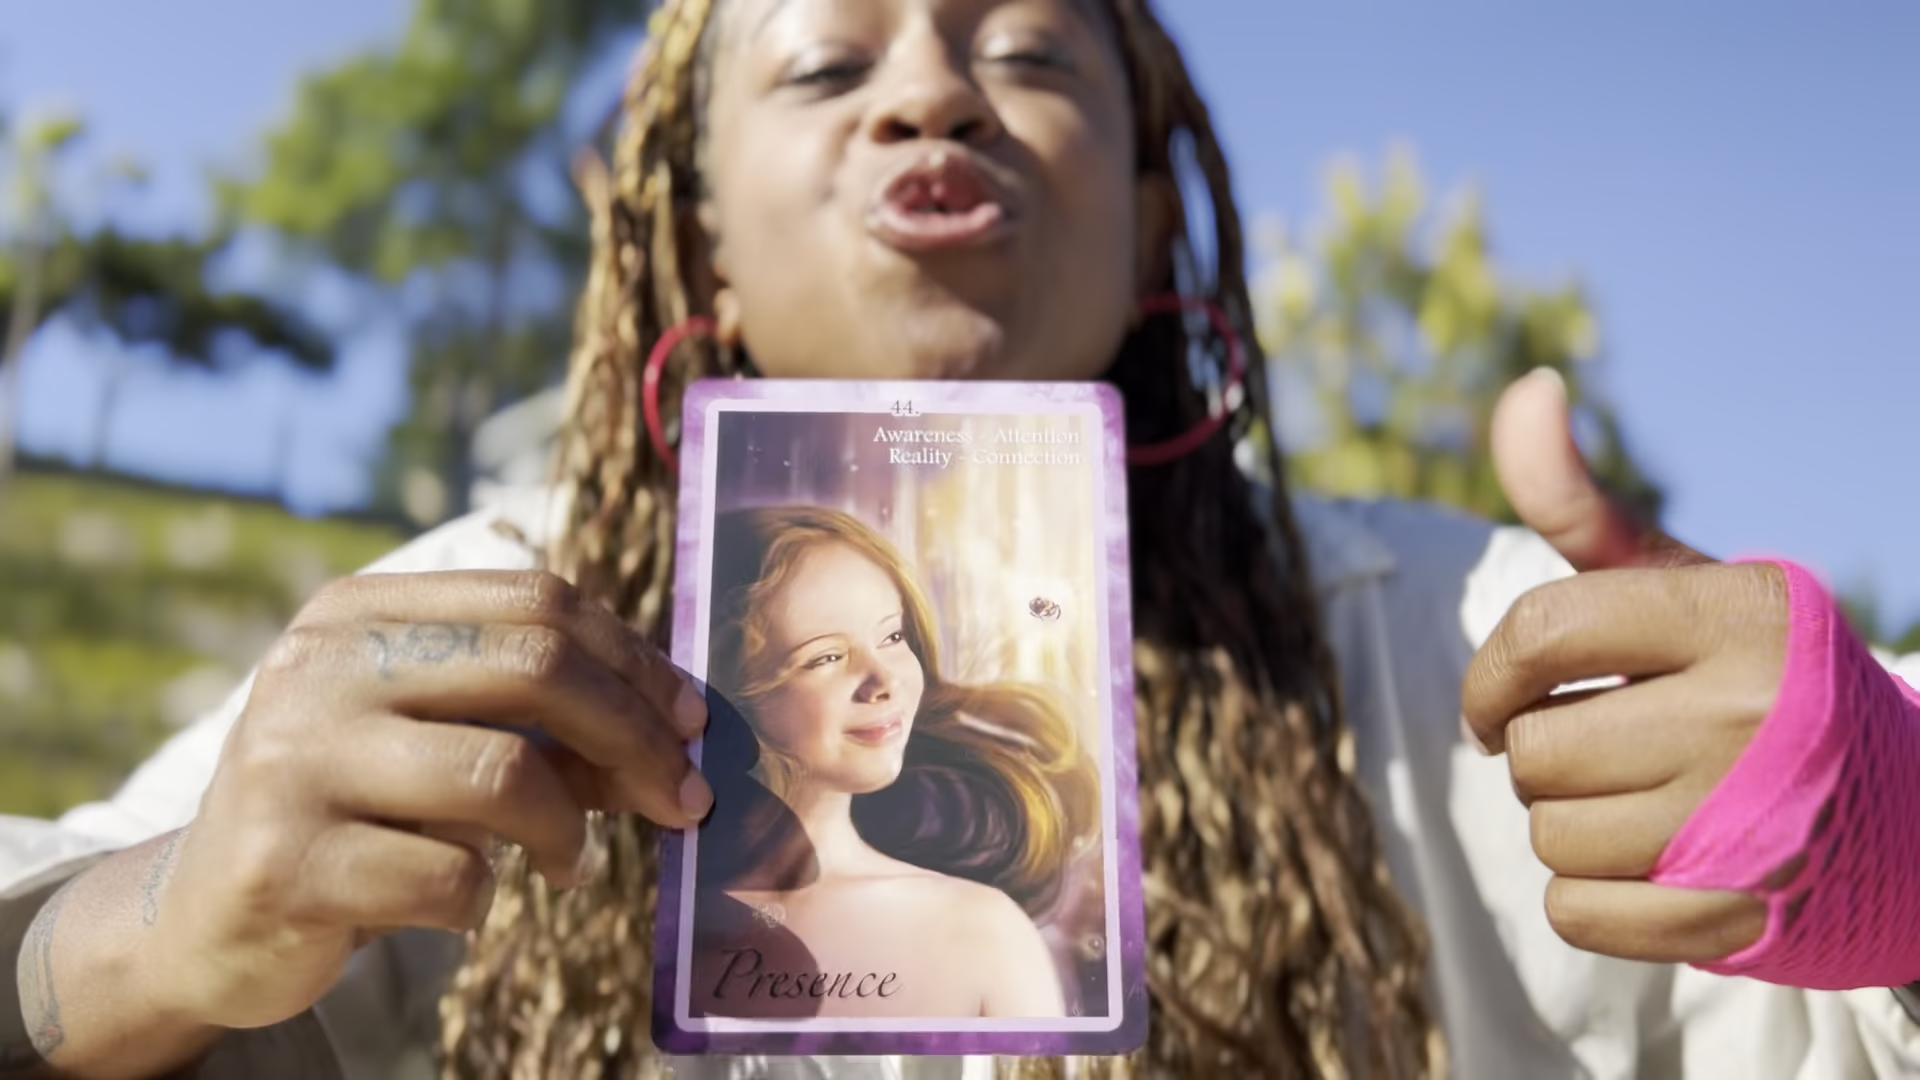 44.
Awareness - Attention
Reality - Connection
Presence